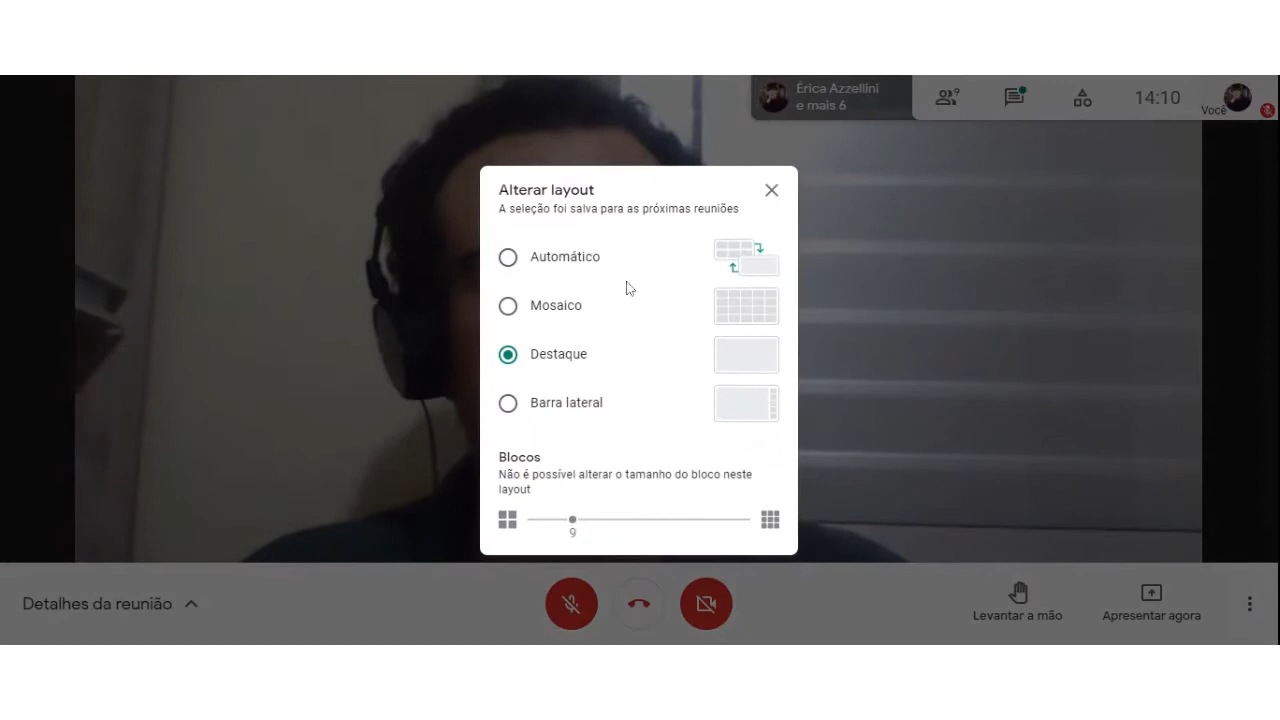 Érica Azzellini
e mais 6
9
14:10
Você
Alterar layout
A seleção foi salva para as próximas reuniões
Automático
Mosaico
Destaque
Barra lateral
Blocos
Não é possível alterar o tamanho do bloco neste
layout
9
Detalhes da reunião
Levantar a mão
Apresentar agora